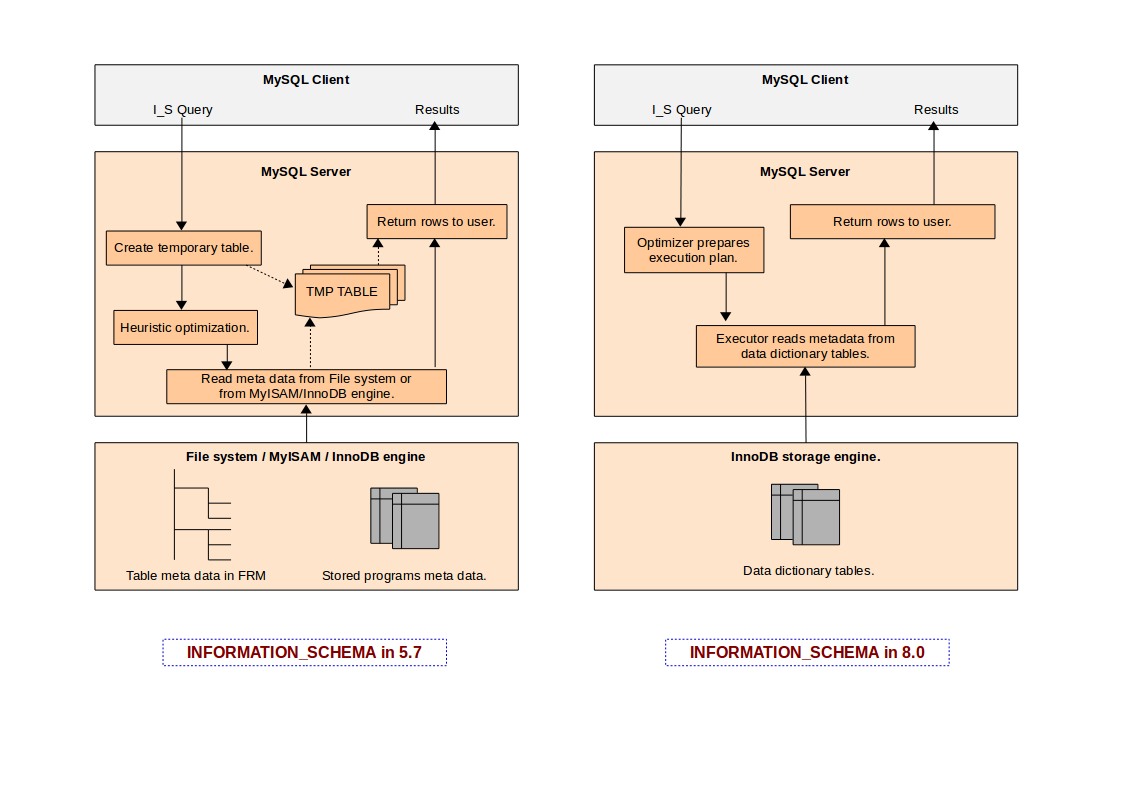 MySQL Client
I_S Query
Results
MySQL Server
Return rows to user.
Create temporary table.
TMP TABLE
Heuristic optimization.
Read meta data from File system or
from MyISAM/InnoDB engine.
File system / MyISAM / InnoDB engine
Table meta data in FRM
Stored programs meta data.
INFORMATION_SCHEMA in 5.7
MySQL Client
I_S Query
Results
MySQL Server
Return rows to user.
Optimizer prepares
execution plan.
Executor reads metadata from
data dictionary tables.
InnoDB storage engine.
Data dictionary tables.
INFORMATION_SCHEMA in 8.0